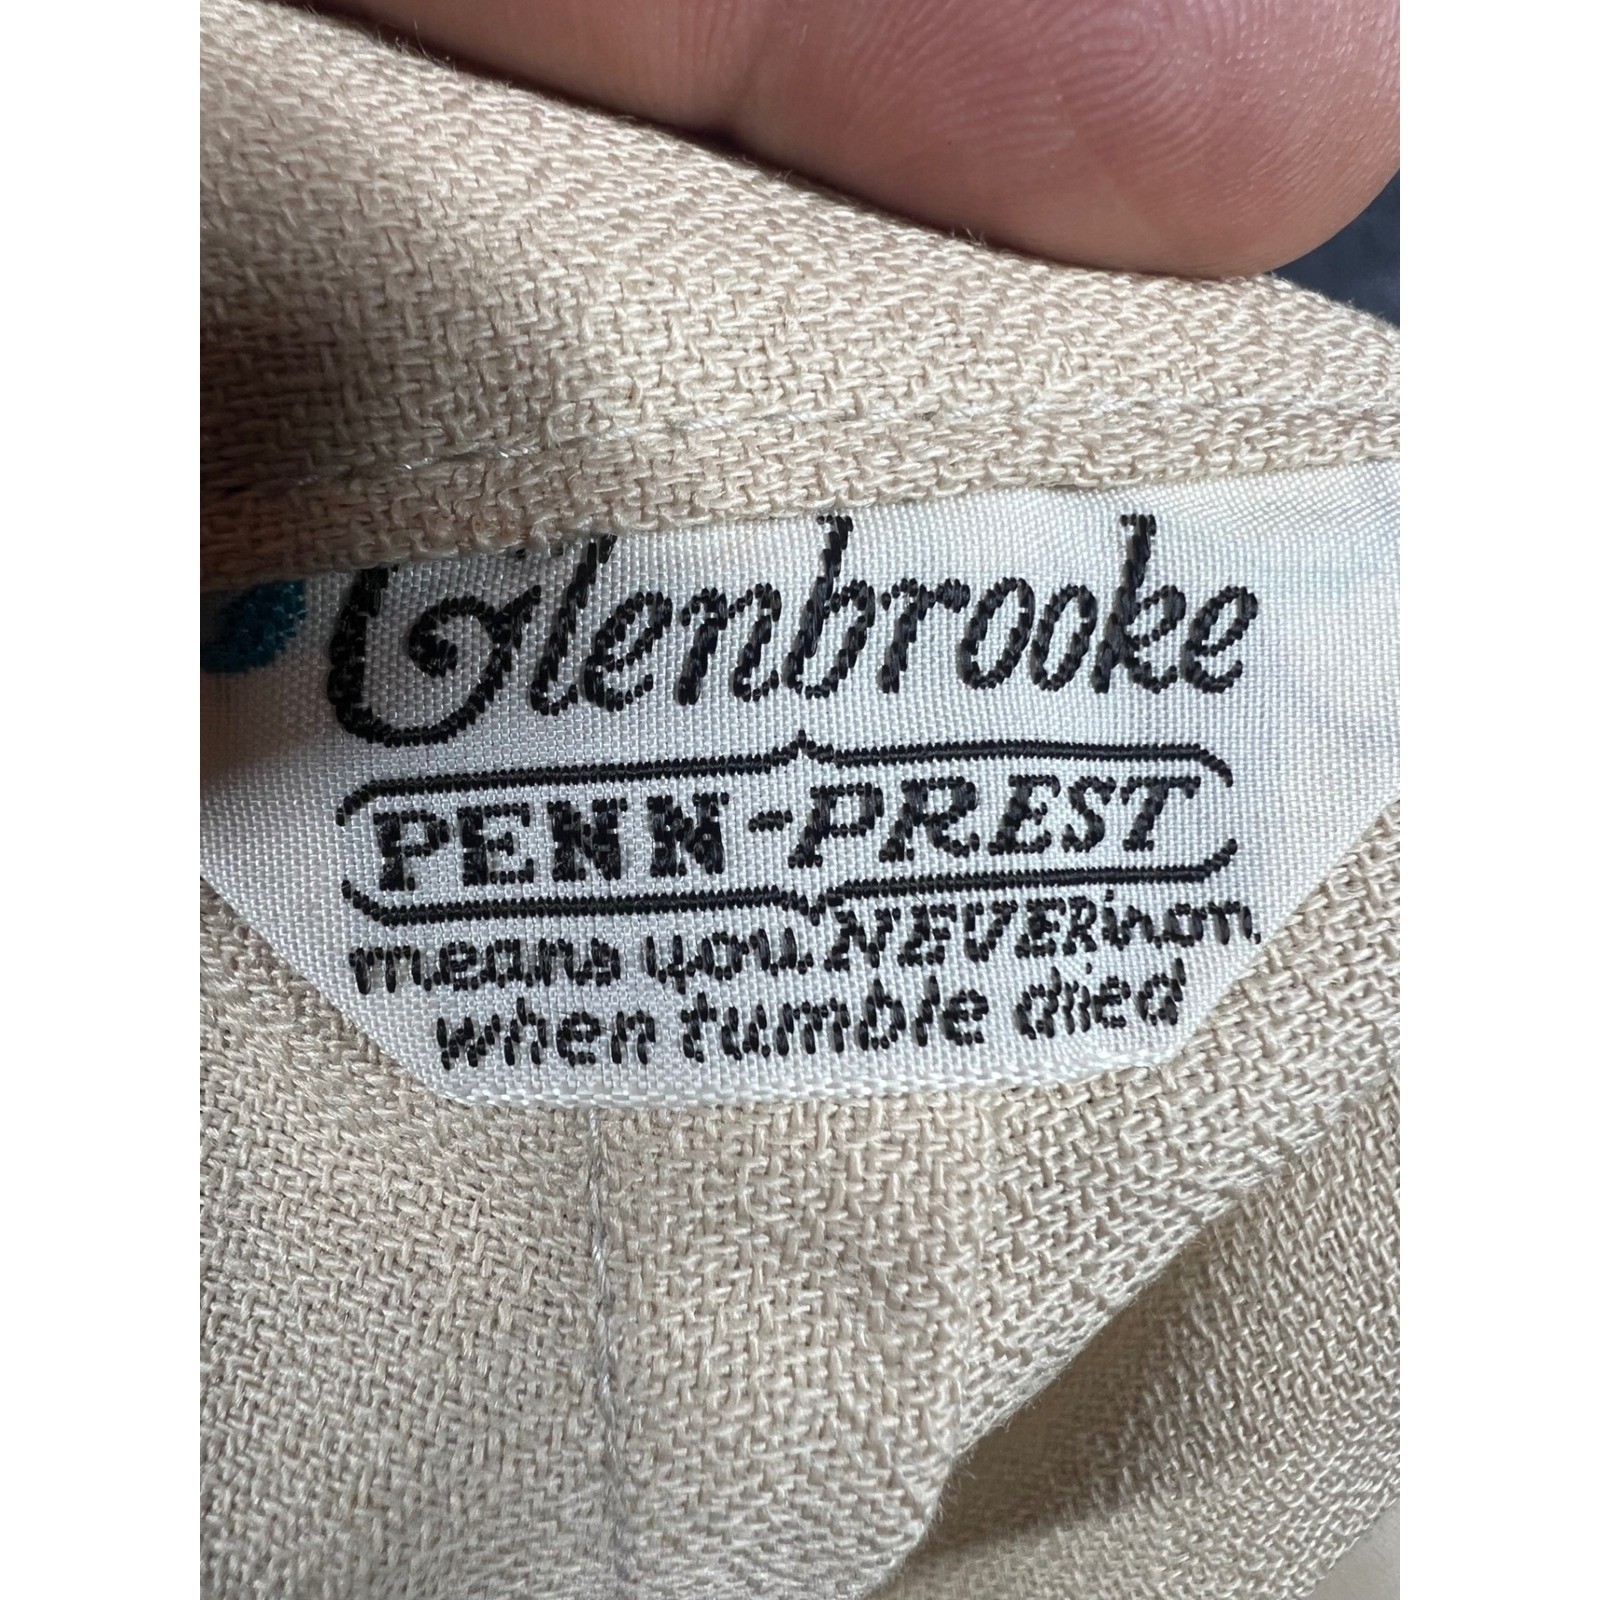 Glenbrooke
PENN-PREST
means you NEVER iron
when tumble dried